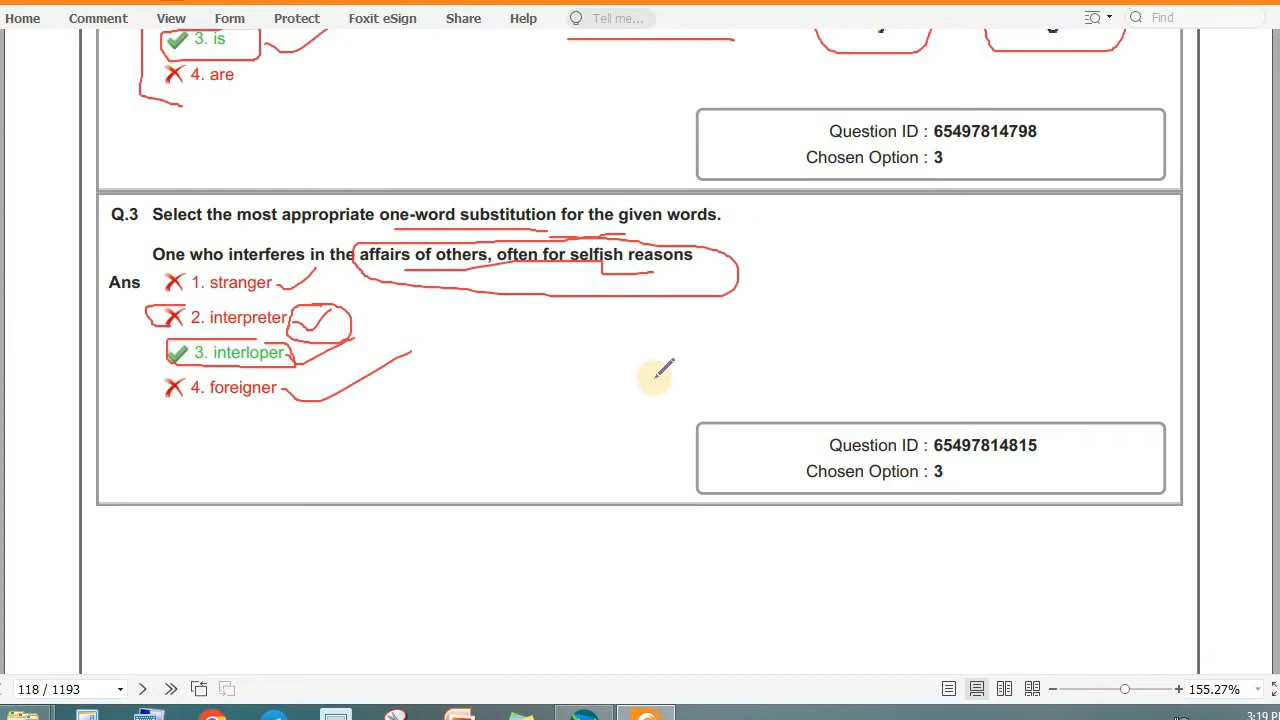 Home Comment View Form Protect Foxit eSign Share Help Tell me... Find
3. is
4. are
Question ID : 65497814798
Chosen Option : 3
Q.3 Select the most appropriate one-word substitution for the given words.
One who interferes in the affairs of others, often for selfish reasons
Ans 1. stranger
2. interpreter
3. interloper
4. foreigner
Question ID : 65497814815
Chosen Option : 3
118 / 1193 155.27%